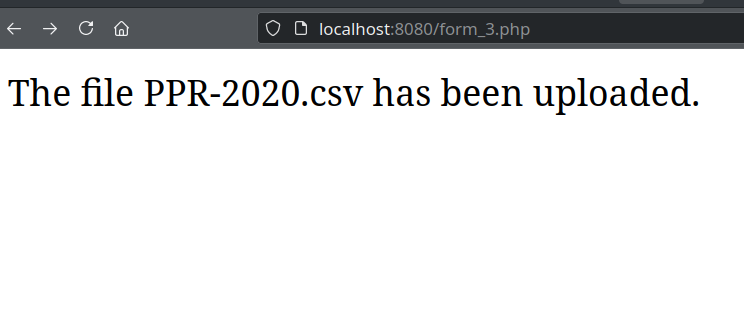 localhost:8080/form_3.php
The file PPR-2020.csv has been uploaded.